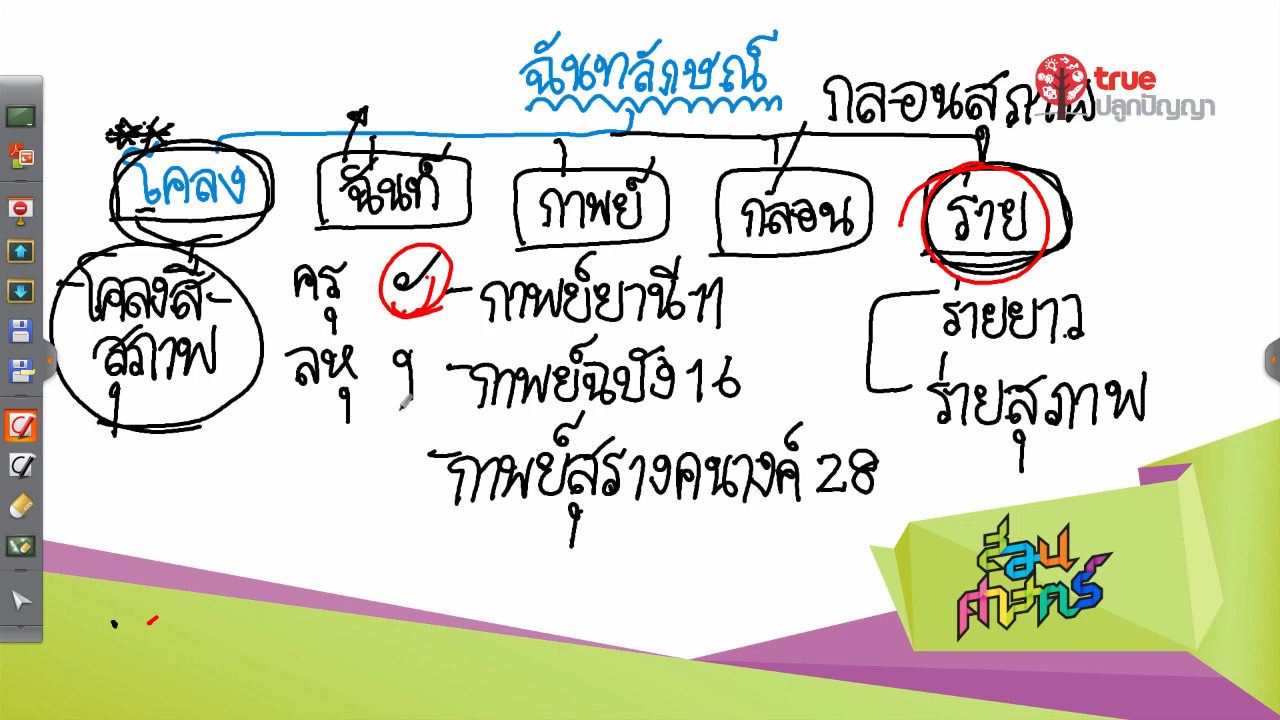 ฉันทลักษณ์
กลอนสุภาพ
true
ปลูกปัญญา
โคลง
ฉันท์
กาพย์
กลอน
ร่าย
โคลงสี่
สุภาพ
ครุ
ลหุ
- กาพย์ยานี 11
- กาพย์ฉบัง 16
- กาพย์สุรางคนางค์ 28
ร่ายยาว
ร่ายสุภาพ
สอน
ศาสตร์